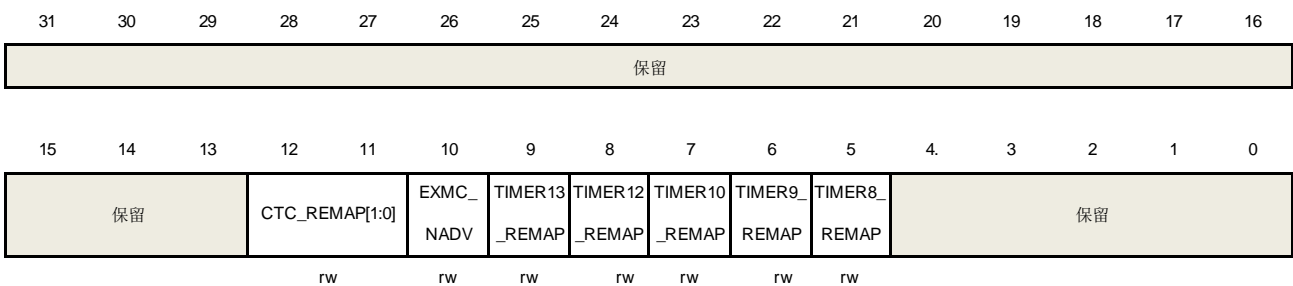 31 30 29 28 27 26 25 24 23 22 21 20 19 18 17 16
保留
15 14 13 12 11 10 9 8 7 6 5 4. 3 2 1 0
保留 CTC_REMAP[1:0] EXMC_ TIMER13 TIMER12 TIMER10 TIMER9_ TIMER8_ 保留
NADV _REMAP _REMAP _REMAP REMAP REMAP
rw rw rw rw rw rw rw